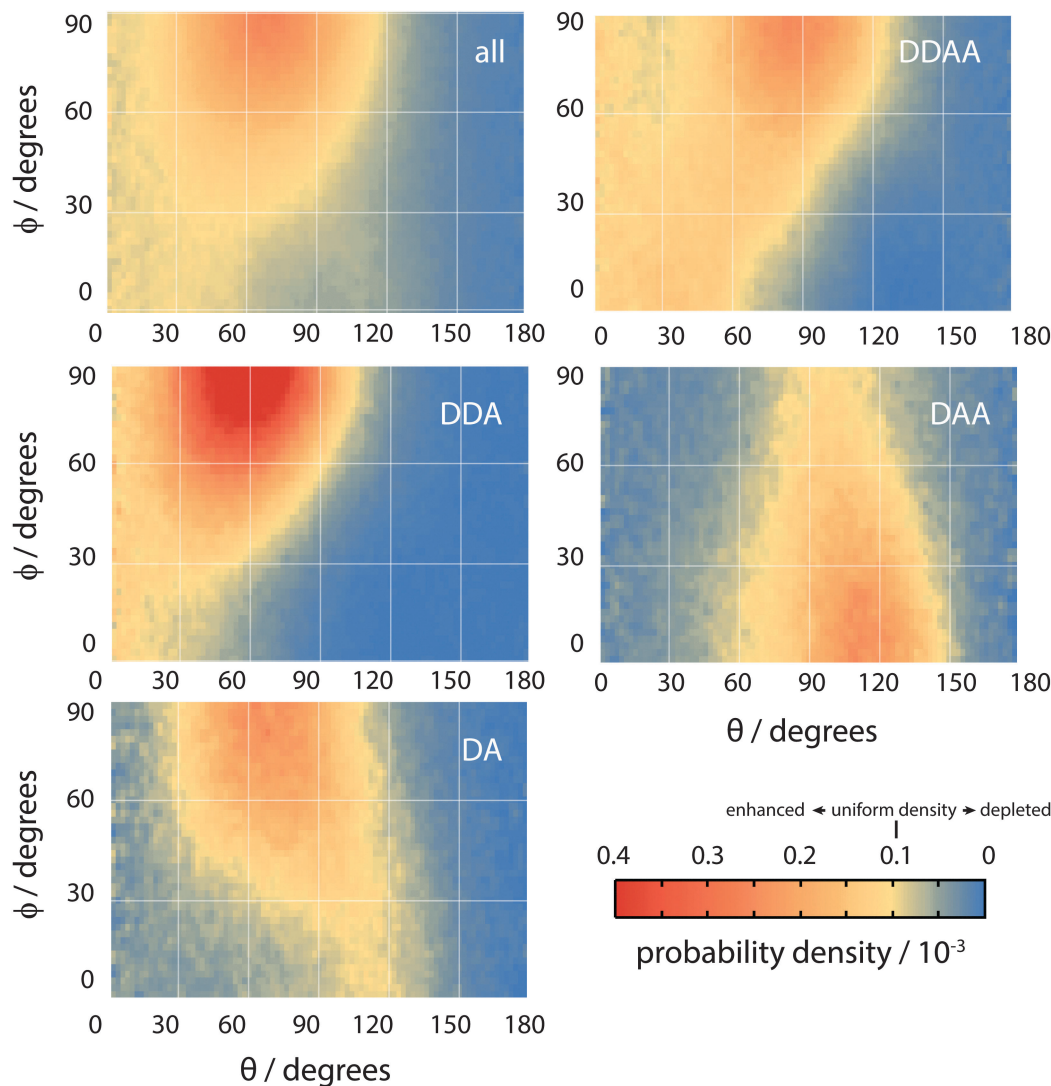 90
60
30
0
ϕ / degrees
all
0 30 60 90 120 150 180
90
60
30
0
DDAA
0 30 60 90 120 150 180
90
60
30
0
ϕ / degrees
DDA
0 30 60 90 120 150 180
90
60
30
0
DAA
0 30 60 90 120 150 180
θ / degrees
90
60
30
0
ϕ / degrees
DA
0 30 60 90 120 150 180
θ / degrees
enhanced ← uniform density → depleted
0.4 0.3 0.2 0.1 0
probability density / 10⁻³